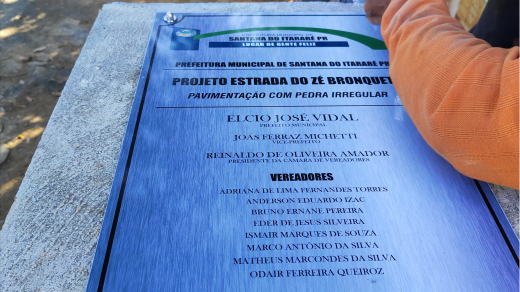 SANTANA DO ITARARÉ PR
LUGAR DE GENTE FELIZ
PREFEITURA MUNICIPAL DE SANTANA DO ITARARÉ PR
PROJETO ESTRADA DO ZÉ BRONQUE
PAVIMENTAÇÃO COM PEDRA IRREGULAR
ELCIO JOSÉ VIDAL
PREFEITO MUNICIPAL
JOÁS FERRAZ MICHETTI
VICE-PREFEITO
REINALDO DE OLIVEIRA AMADOR
PRESIDENTE DA CÂMARA DE VEREADORES
VEREADORES
ADRIANA DE LIMA FERNANDES TORRES
ANDERSON EDUARDO IZAC
BRUNO ERNANE PEREIRA
EDER DE JESUS SILVEIRA
ISMAIR MARQUES DE SOUZA
MARCO ANTÔNIO DA SILVA
MATHEUS MARCONDES DA SILVA
ODAIR FERREIRA QUEIROZ